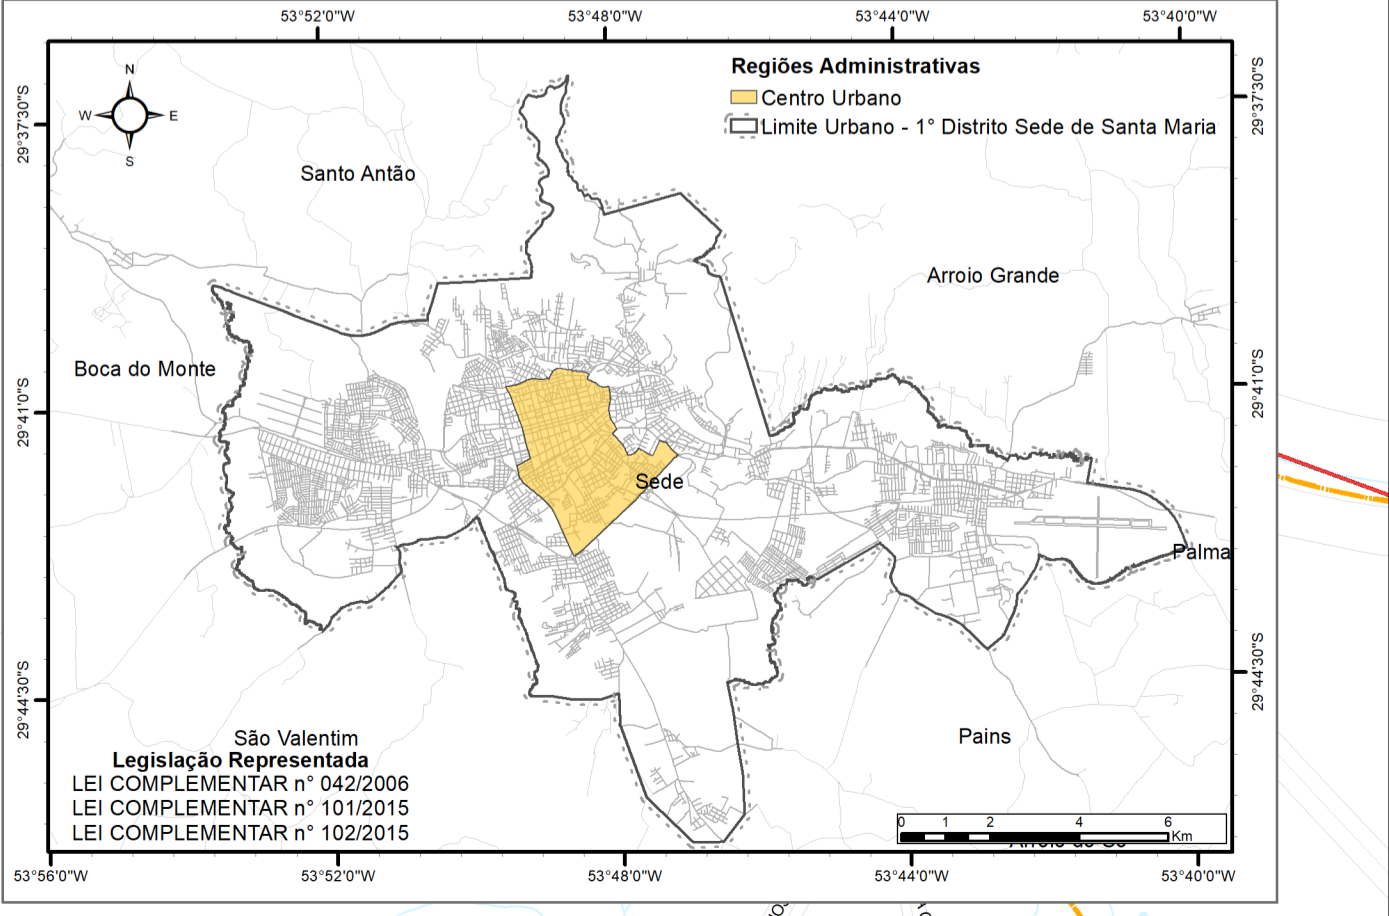 53°52'0"W 53°48'0"W 53°44'0"W 53°40'0"W
Regiões Administrativas
Centro Urbano
Limite Urbano - 1° Distrito Sede de Santa Maria
N
W E
S
29°37'30"S
29°37'30"S
Santo Antão
Arroio Grande
Boca do Monte
29°41'0"S
29°41'0"S
Sede
Palma
29°44'30"S
29°44'30"S
São Valentim
Pains
Legislação Representada
LEI COMPLEMENTAR n° 042/2006
LEI COMPLEMENTAR n° 101/2015
LEI COMPLEMENTAR n° 102/2015
0 1 2 4 6
Km
53°56'0"W 53°52'0"W 53°48'0"W 53°44'0"W 53°40'0"W